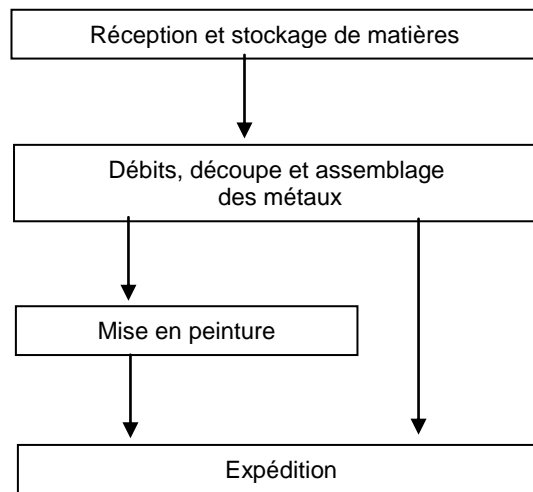 Réception et stockage de matières
Débits, découpe et assemblage
des métaux
Mise en peinture
Expédition